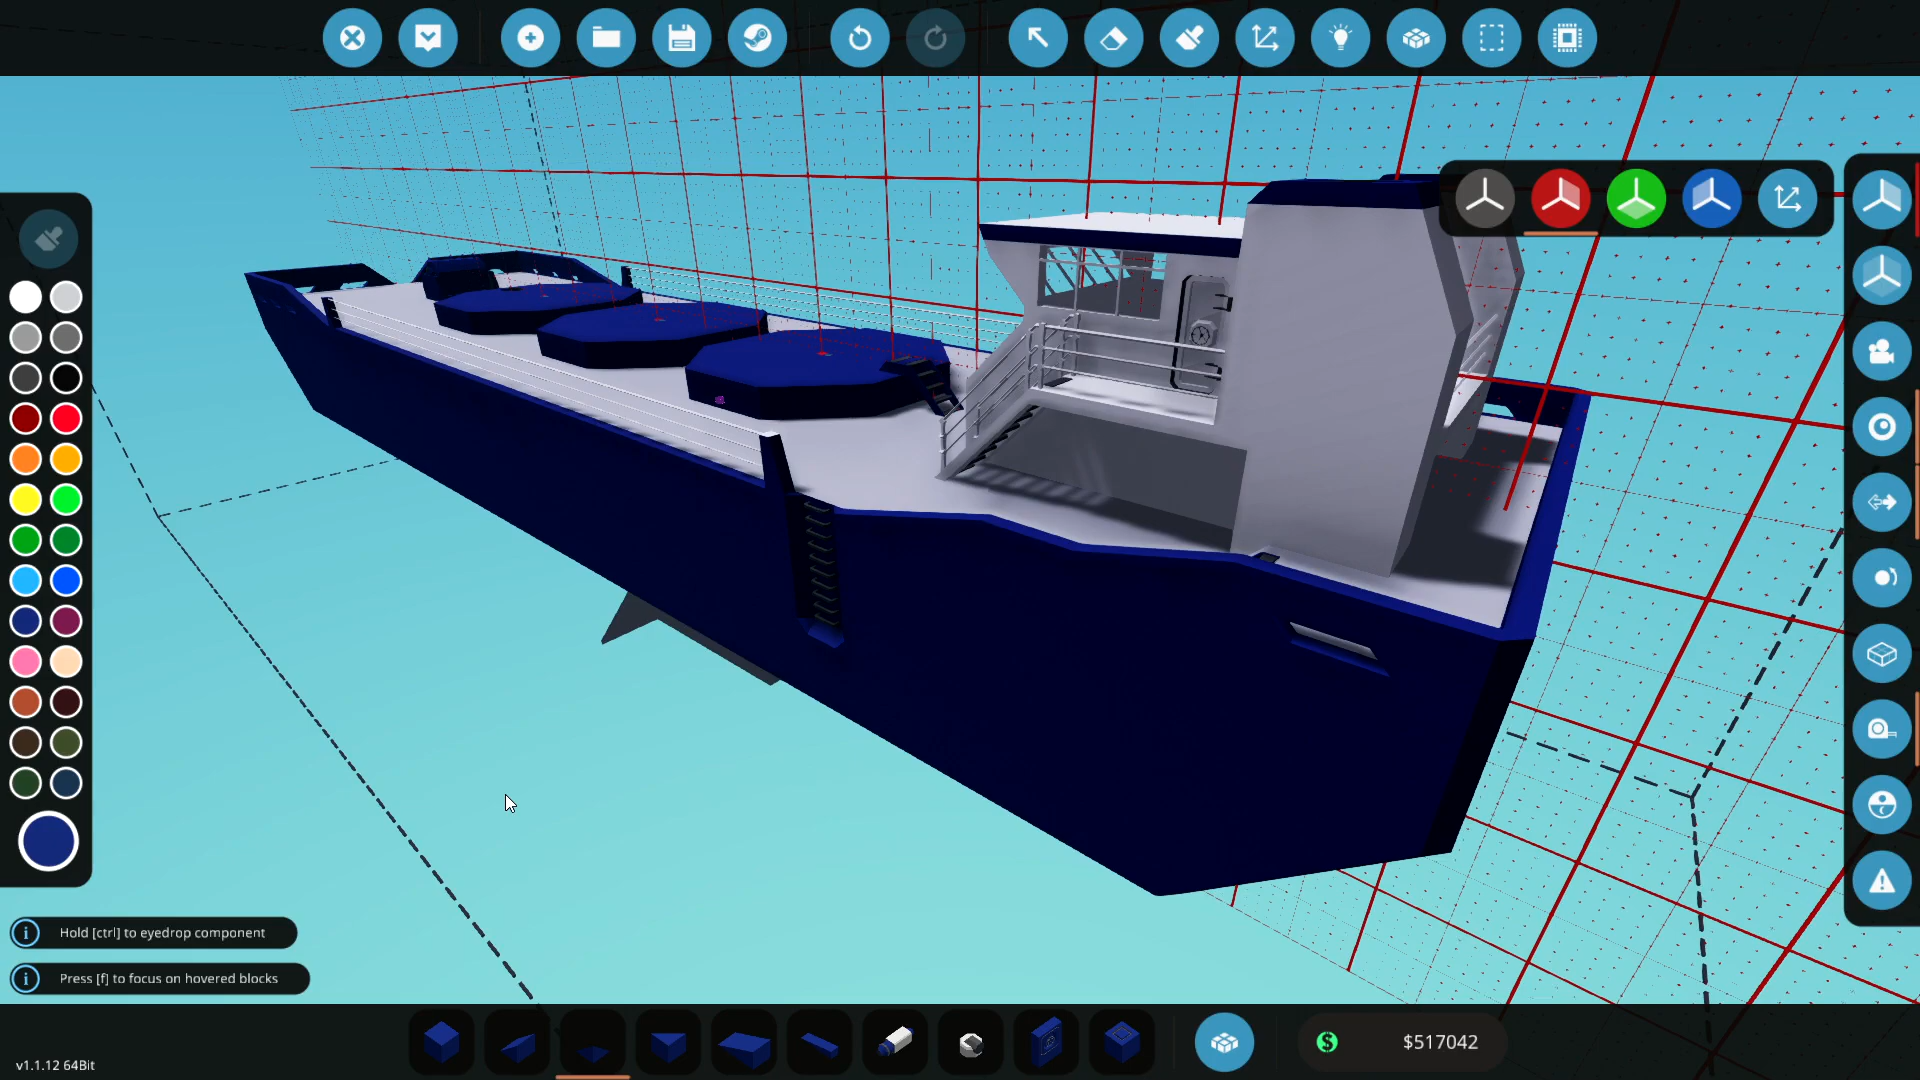 Hold [ctrl] to eyedrop component
Press [f] to focus on hovered blocks
v1.1.12 64Bit
$517042